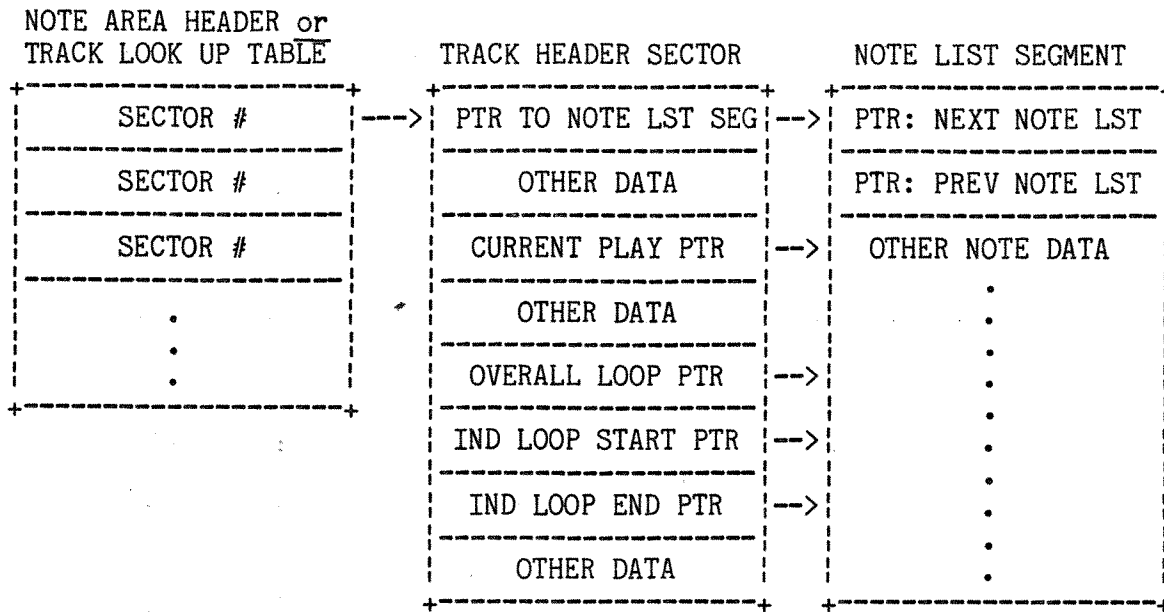 NOTE AREA HEADER or
TRACK LOOK UP TABLE
SECTOR #
SECTOR #
SECTOR #
TRACK HEADER SECTOR
PTR TO NOTE LST SEG
OTHER DATA
CURRENT PLAY PTR
OTHER DATA
OVERALL LOOP PTR
IND LOOP START PTR
IND LOOP END PTR
OTHER DATA
NOTE LIST SEGMENT
PTR: NEXT NOTE LST
PTR: PREV NOTE LST
OTHER NOTE DATA